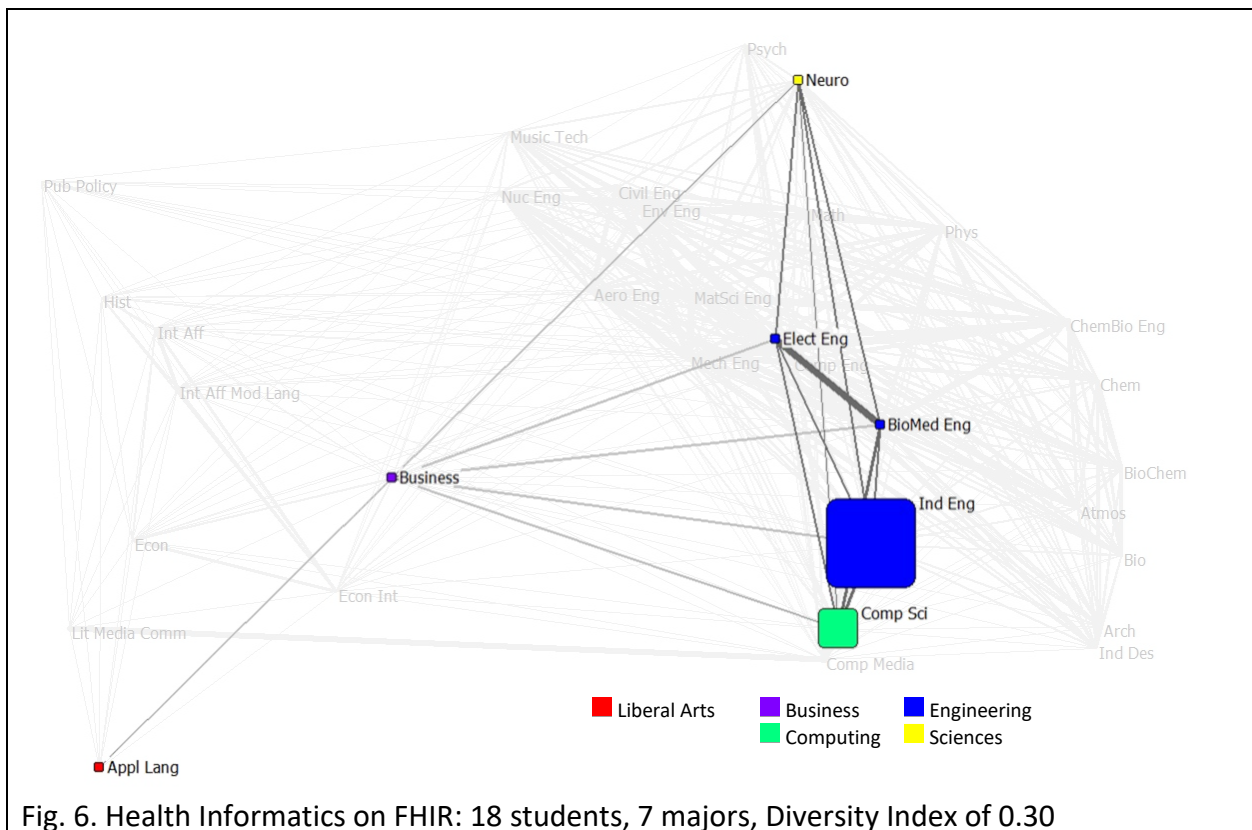 Psych
Neuro
Music Tech
Pub Policy
Nuc Eng
Civil Eng
Env Eng
Math
Phys
Hist
Aero Eng
MatSci Eng
Int Aff
ChemBio Eng
Elect Eng
Mech Eng
Comp Eng
Int Aff Mod Lang
Chem
BioMed Eng
Business
BioChem
Ind Eng
Atmos
Econ
Bio
Econ Int
Comp Sci
Lit Media Comm
Arch
Ind Des
Comp Media
Liberal Arts
Business
Engineering
Computing
Sciences
Appl Lang
Fig. 6. Health Informatics on FHIR: 18 students, 7 majors, Diversity Index of 0.30